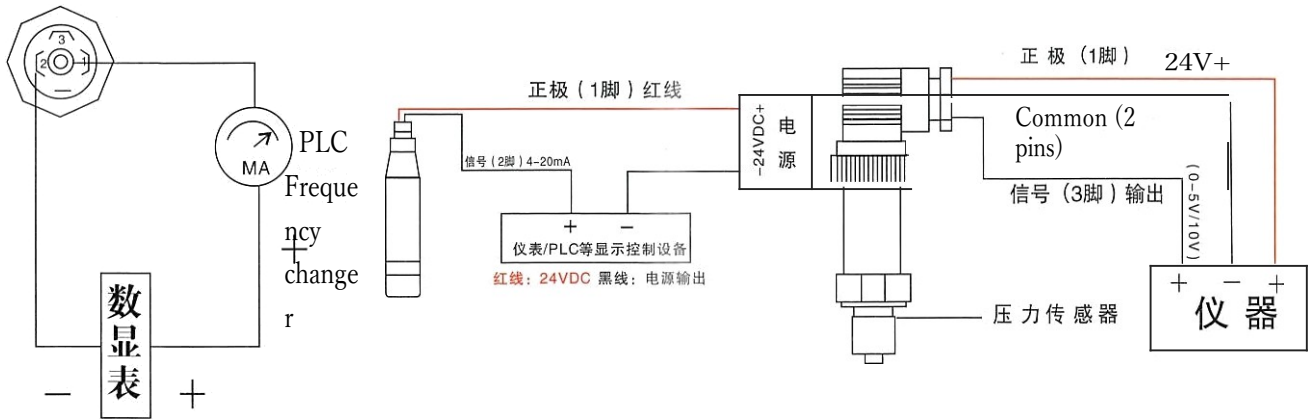 3
2
1
MA
PLC
Freque
ncy
change
r
+
数显表
— +
正极（1脚）红线
信号（2脚）4-20mA
-24VDC+
电源
+ −
仪表/PLC等显示控制设备
红线：24VDC 黑线：电源输出
正极（1脚） 24V+
Common (2
pins)
信号（3脚）输出
(0-5V/10V)
+ − +
仪器
压力传感器